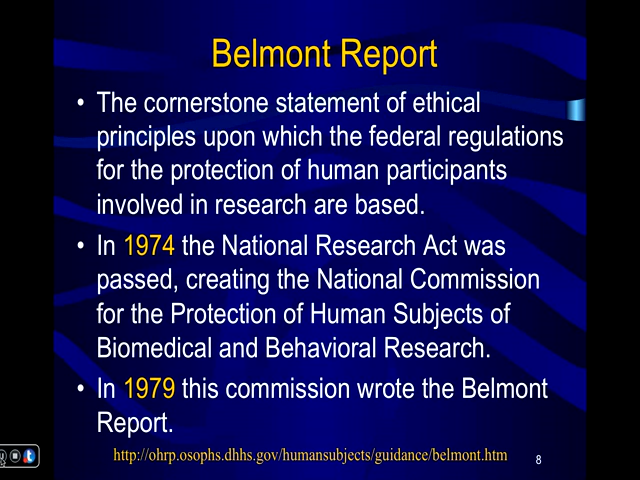 Belmont Report
• The cornerstone statement of ethical
principles upon which the federal regulations
for the protection of human participants
involved in research are based.
• In 1974 the National Research Act was
passed, creating the National Commission
for the Protection of Human Subjects of
Biomedical and Behavioral Research.
• In 1979 this commission wrote the Belmont
Report.
http://ohrp.osophs.dhhs.gov/humansubjects/guidance/belmont.htm
8